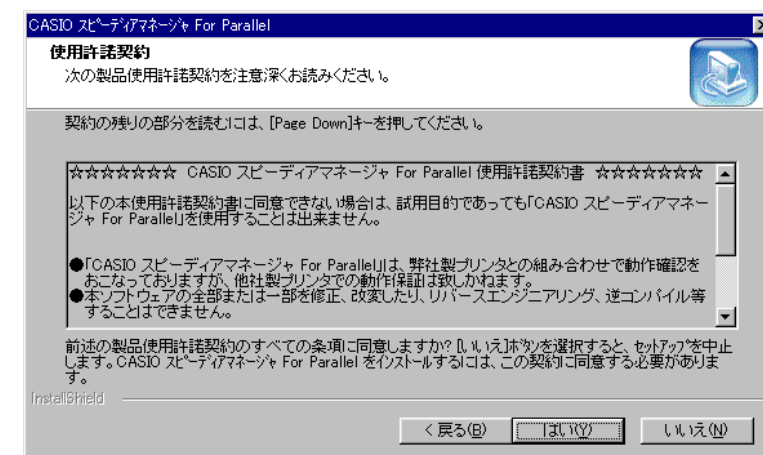 CASIO ｽﾋﾟｰﾃﾞｨｱﾏﾈｰｼﾞｬ For Parallel
使用許諾契約
次の製品使用許諾契約を注意深くお読みください。
契約の残りの部分を読むには、[Page Down]キーを押してください。
☆☆☆☆☆☆☆ CASIO スピーディアマネージャ For Parallel 使用許諾契約書 ☆☆☆☆☆☆☆
以下の本使用許諾契約書に同意できない場合は、試用目的であっても「CASIO スピーディアマネー
ジャ For Parallel」を使用することは出来ません。
●「CASIO スピーディアマネージャ For Parallel」は、弊社製プリンタとの組み合わせで動作確認を
おこなっておりますが、他社製プリンタでの動作保証は致しかねます。
●本ソフトウェアの全部または一部を修正、改変したり、リバースエンジニアリング、逆コンパイル等
することはできません。
前述の製品使用許諾契約のすべての条項に同意しますか? [いいえ]ﾎﾞﾀﾝを選択すると、ｾｯﾄｱｯﾌﾟを中止
します。CASIO ｽﾋﾟｰﾃﾞｨｱﾏﾈｰｼﾞｬ For Parallel をｲﾝｽﾄｰﾙするには、この契約に同意する必要がありま
す。
InstallShield
< 戻る(B)
はい(Y)
いいえ(N)